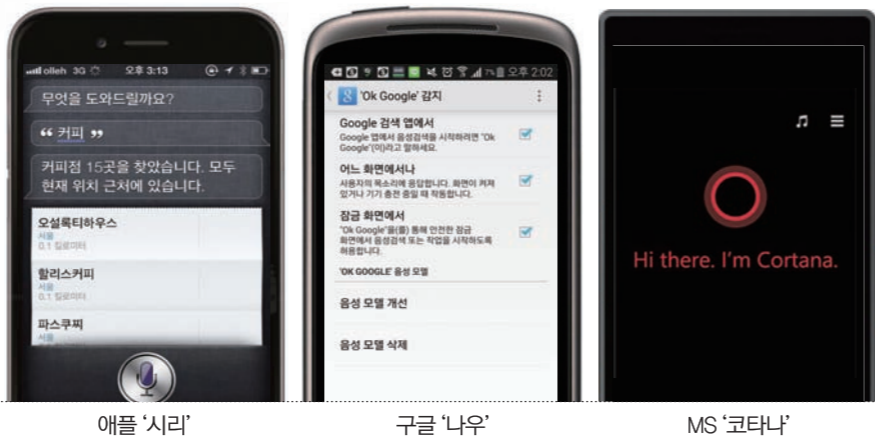 olleh 3G 오후 3:13
무엇을 도와드릴까요?
“ 커피 ”
커피점 15곳을 찾았습니다. 모두
현재 위치 근처에 있습니다.
오설록티하우스
서울
0.1 킬로미터
할리스커피
서울
0.1 킬로미터
파스쿠찌
서울
오후 2:02
'Ok Google' 감지
Google 검색 앱에서
Google 앱에서 음성검색을 시작하려면 "Ok
Google"(이)라고 말하세요.
어느 화면에서나
사용자의 목소리에 응답합니다. 화면이 켜져
있거나 기기 충전 중일 때 작동합니다.
잠금 화면에서
"Ok Google"을(를) 통해 안전한 잠금
화면에서 음성검색 또는 작업을 시작하도록
허용합니다.
'OK GOOGLE' 음성 모델
음성 모델 개선
음성 모델 삭제
Hi there. I'm Cortana.
애플 ‘시리’
구글 ‘나우’
MS ‘코타나’